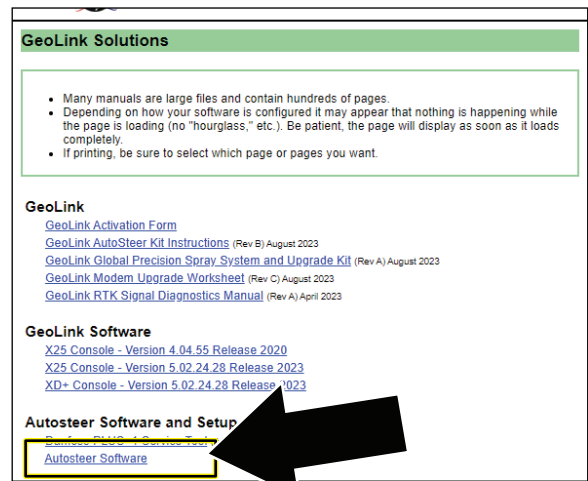 GeoLink Solutions
• Many manuals are large files and contain hundreds of pages.
• Depending on how your software is configured it may appear that nothing is happening while
the page is loading (no "hourglass," etc.). Be patient, the page will display as soon as it loads
completely.
• If printing, be sure to select which page or pages you want.
GeoLink
GeoLink Activation Form
GeoLink AutoSteer Kit Instructions (Rev B) August 2023
GeoLink Global Precision Spray System and Upgrade Kit (Rev A) August 2023
GeoLink Modem Upgrade Worksheet (Rev C) August 2023
GeoLink RTK Signal Diagnostics Manual (Rev A) April 2023
GeoLink Software
X25 Console - Version 4.04.55 Release 2020
X25 Console - Version 5.02.24.28 Release 2023
XD+ Console - Version 5.02.24.28 Release 2023
Autosteer Software and Setup
Autosteer Software